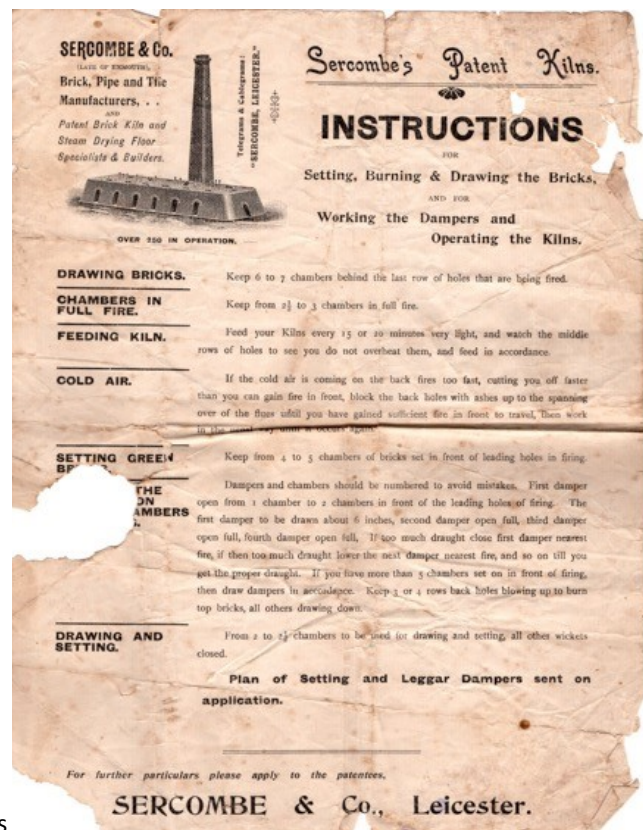 SERCOMBE & Co.
(LATE OF EXMOUTH),
Brick, Pipe and Tile
Manufacturers, . .
AND
Patent Brick Kiln and
Steam Drying Floor
Specialists & Builders.
Telegrams & Cablegrams:
"SERCOMBE, LEICESTER."
OVER 250 IN OPERATION.
Sercombe's Patent Kilns.
INSTRUCTIONS
FOR
Setting, Burning & Drawing the Bricks,
AND FOR
Working the Dampers and
Operating the Kilns.
DRAWING BRICKS.
Keep 6 to 7 chambers behind the last row of holes that are being fired.
CHAMBERS IN
FULL FIRE.
Keep from 2½ to 3 chambers in full fire.
FEEDING KILN.
Feed your Kilns every 15 or 20 minutes very light, and watch the middle
rows of holes to see you do not overheat them, and feed in accordance.
COLD AIR.
If the cold air is coming on the back fires too fast, cutting you off faster
than you can gain fire in front, block the back holes with ashes up to the spanning
over of the flues until you have gained sufficient fire in front to travel, then work
in the usual way until it occurs again.
SETTING GREEN
Keep from 4 to 5 chambers of bricks set in front of leading holes in firing.
THE
ON
AMBERS
Dampers and chambers should be numbered to avoid mistakes. First damper
open from 1 chamber to 2 chambers in front of the leading holes of firing. The
first damper to be drawn about 6 inches, second damper open full, third damper
open full, fourth damper open full, If too much draught close first damper nearest
fire, if then too much draught lower the next damper nearest fire, and so on till you
get the proper draught. If you have more than 5 chambers set on in front of firing,
then draw dampers in accordance. Keep 3 or 4 rows back holes blowing up to burn
top bricks, all others drawing down.
DRAWING AND
SETTING.
From 2 to 2½ chambers to be used for drawing and setting, all other wickets
closed.
Plan of Setting and Leggar Dampers sent on
application.
For further particulars please apply to the patentees,
SERCOMBE & Co., Leicester.
s